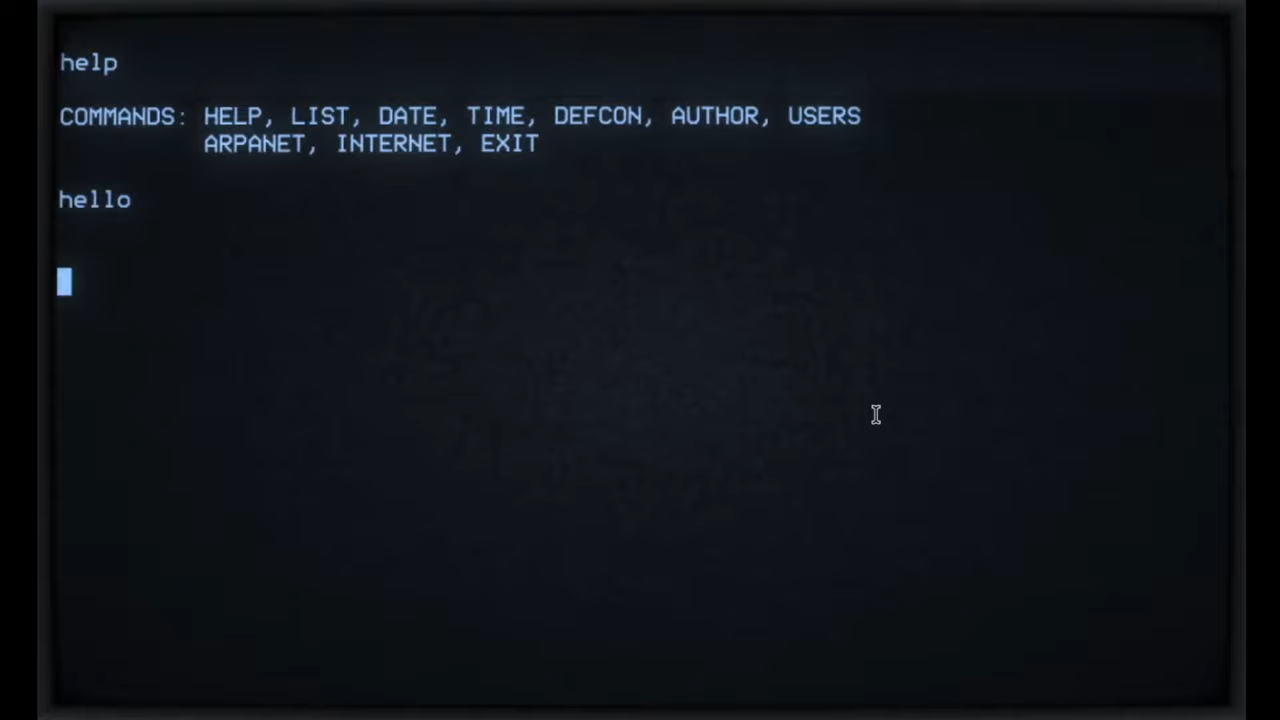 help
COMMANDS: HELP, LIST, DATE, TIME, DEFCON, AUTHOR, USERS
ARPANET, INTERNET, EXIT
hello